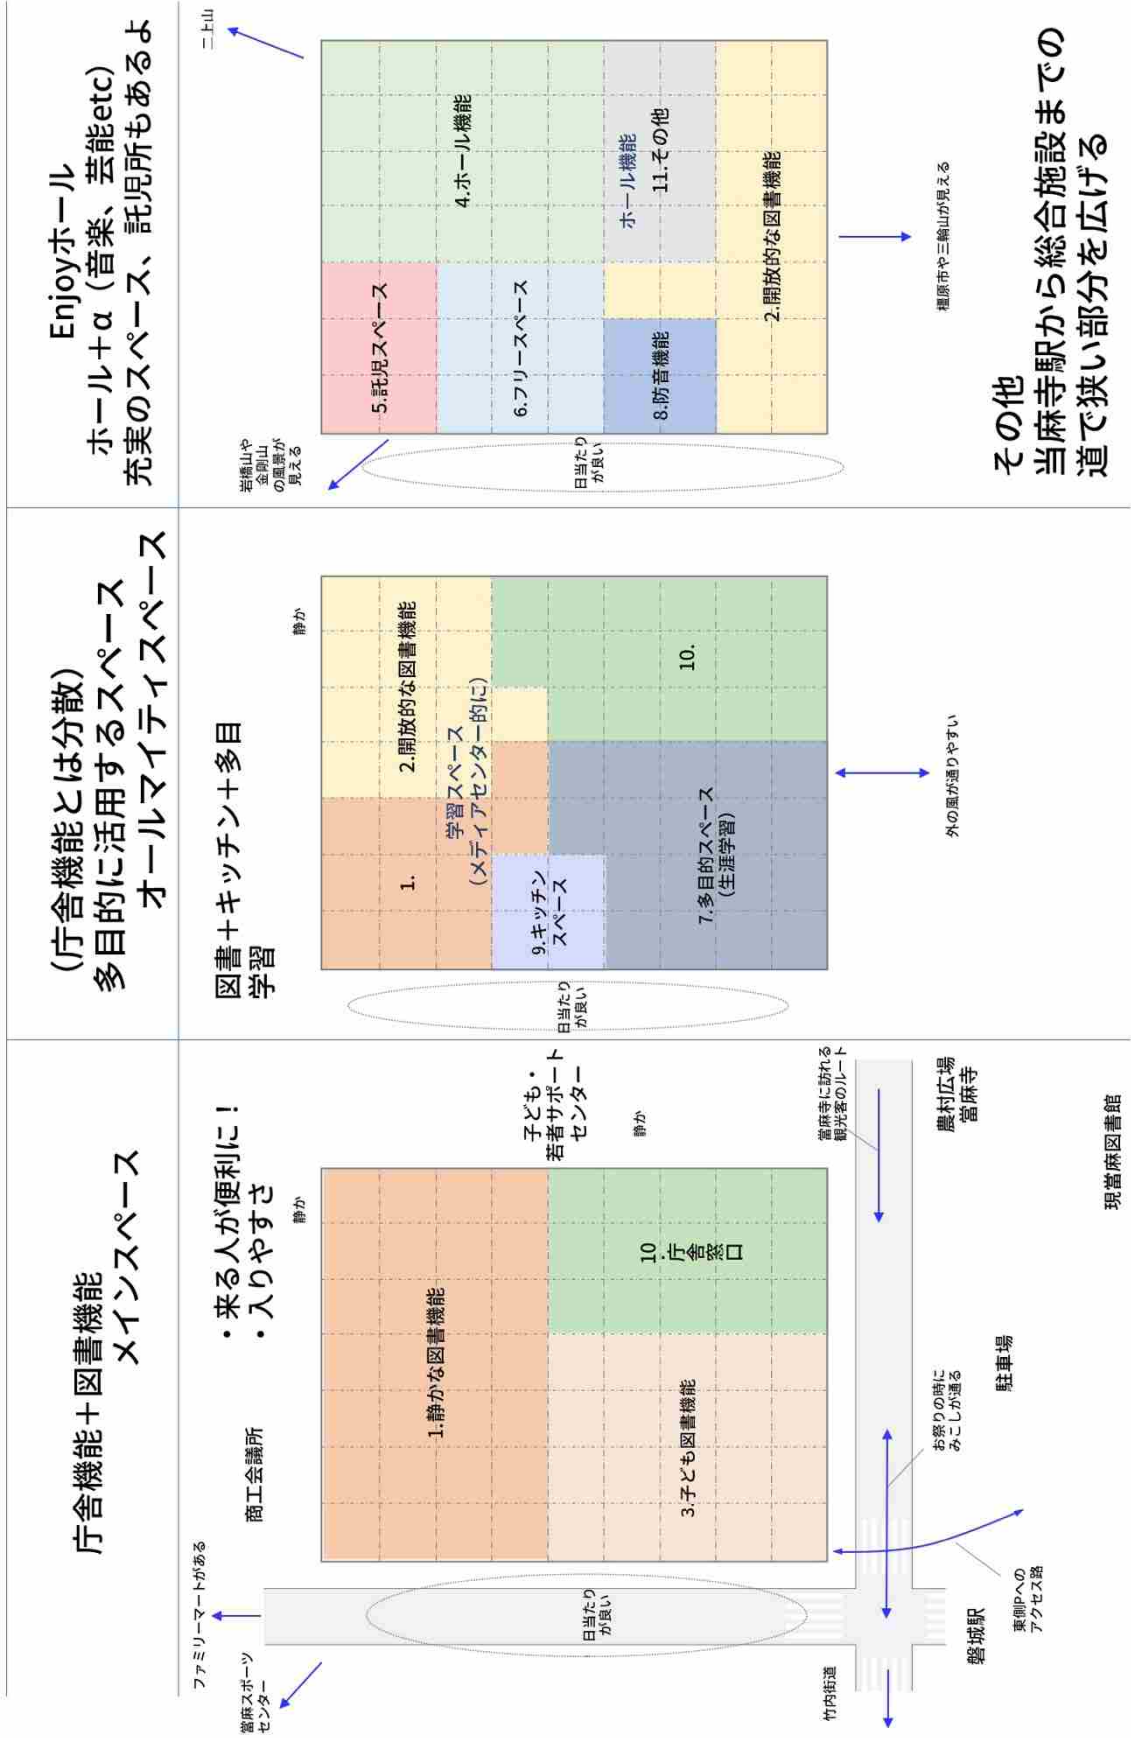 庁舎機能＋図書機能
メインスペース
・来る人が便利に！
・入りやすさ
商工会議所
ファミリーマートがある
當麻スポーツ
センター
静か
1.静かな図書機能
子ども・
若者サポート
センター
静か
10
.庁
舎
窓
口
3.子ども図書機能
日当たり
が良い
當麻寺に訪れる
観光客のルート
農村広場
當麻寺
お祭りの時に
みこしが通る
駐車場
現當麻図書館
東側Pへの
アクセス路
磐城駅
竹内街道
（庁舎機能とは分散）
多目的に活用するスペース
オールマイティスペース
図書＋キッチン＋多目
学習
静か
1.
2.開放的な図書機能
学習スペース
（メディアセンター的に）
9.キッチン
スペース
10.
7.多目的スペース
（生涯学習）
日当たり
が良い
外の風が通りやすい
Enjoyホール
ホール＋α（音楽、芸能etc）
充実のスペース、託児所もあるよ
二上山
岩橋山や
金剛山
の風景が
見える
5.託児スペース
4.ホール機能
6.フリースペース
ホール機能
11.その他
8.防音機能
2.開放的な図書機能
日当たり
が良い
橿原市や三輪山が見える
その他
当麻寺駅から総合施設までの
道で狭い部分を広げる